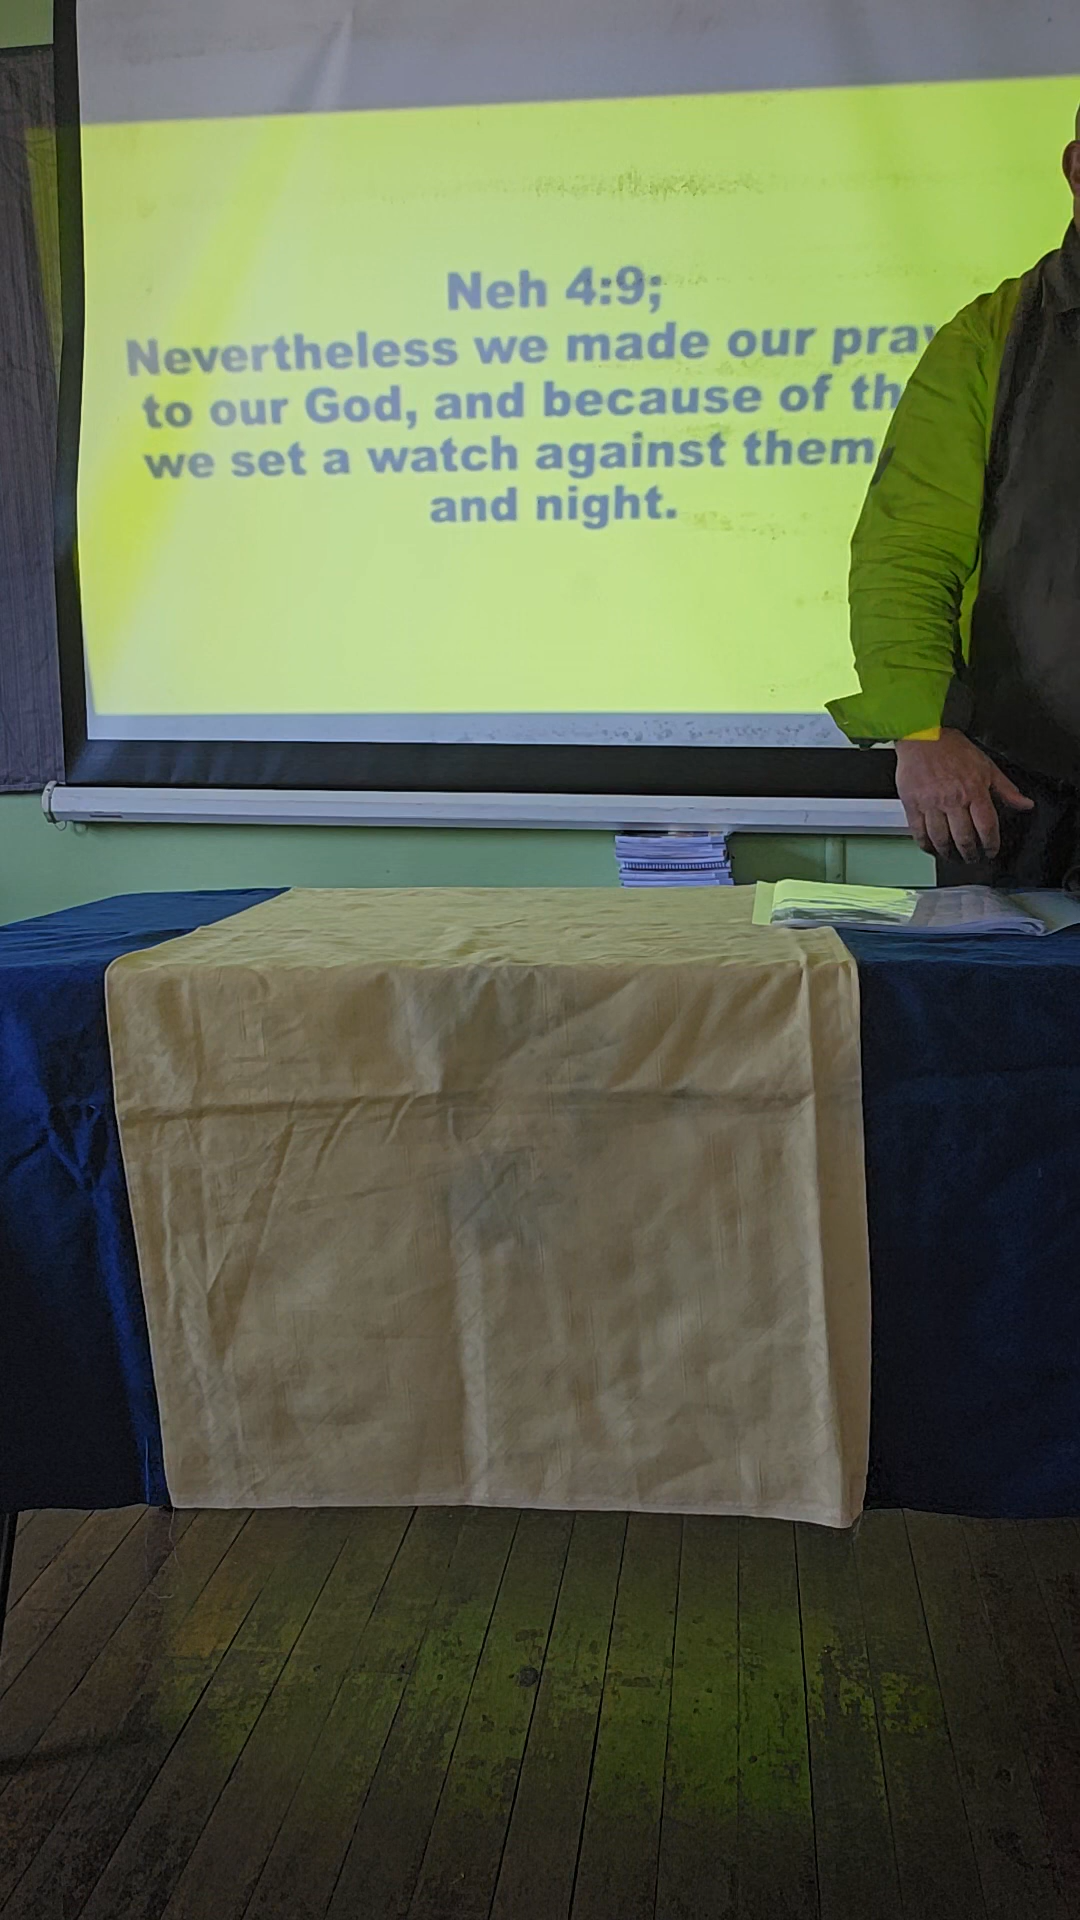 Neh 4:9;
Nevertheless we made our pray
to our God, and because of th
we set a watch against them,
and night.